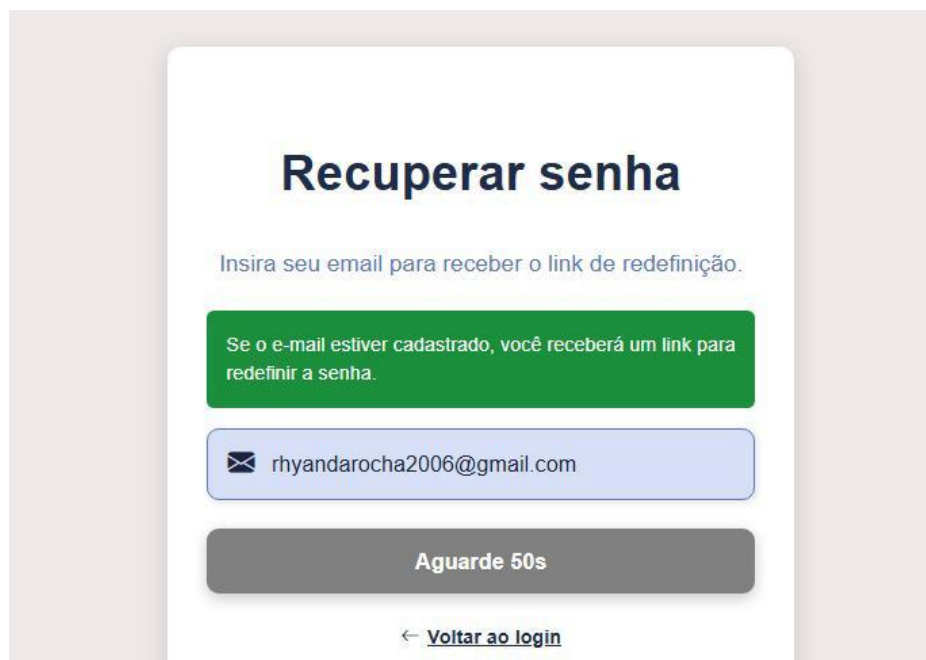 Recuperar senha
Insira seu email para receber o link de redefinição.
Se o e-mail estiver cadastrado, você receberá um link para
redefinir a senha.
rhyandarocha2006@gmail.com
Aguarde 50s
← Voltar ao login